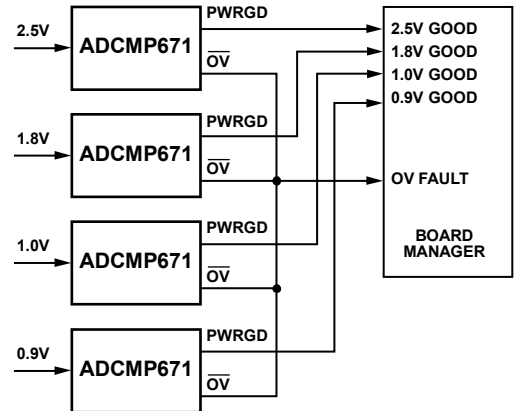 2.5V
ADCMP671
PWRGD
OV
2.5V GOOD
1.8V GOOD
1.0V GOOD
0.9V GOOD
1.8V
ADCMP671
PWRGD
OV
OV FAULT
1.0V
ADCMP671
PWRGD
OV
BOARD
MANAGER
0.9V
ADCMP671
PWRGD
OV